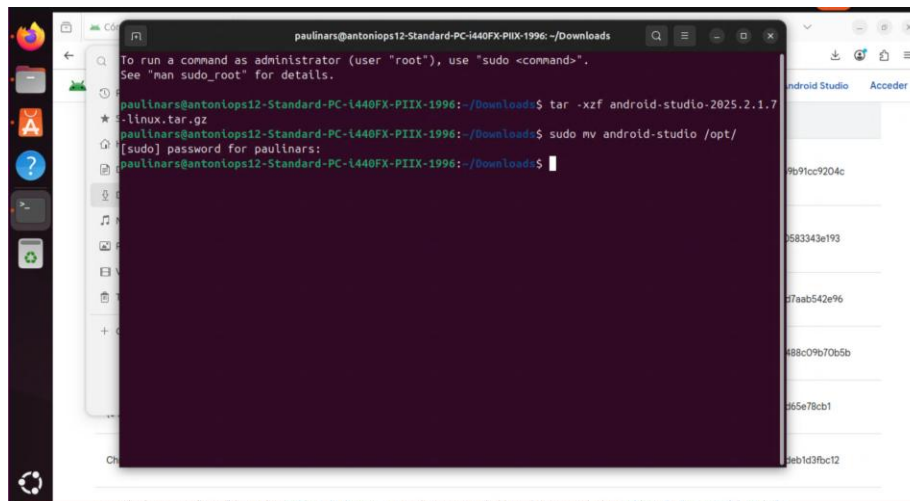 paulinars@antoniops12-Standard-PC-i440FX-PIIX-1996: ~/Downloads
To run a command as administrator (user "root"), use "sudo <command>".
See "man sudo_root" for details.
paulinars@antoniops12-Standard-PC-i440FX-PIIX-1996:~/Downloads$ tar -xzf android-studio-2025.2.1.7
-linux.tar.gz
paulinars@antoniops12-Standard-PC-i440FX-PIIX-1996:~/Downloads$ sudo mv android-studio /opt/
[sudo] password for paulinars:
paulinars@antoniops12-Standard-PC-i440FX-PIIX-1996:~/Downloads$
Android Studio Acceder
9b91cc9204c
0583343e193
d7aab542e96
488c09b70b5b
d65e78cb1
Ch
deb1d3fbc12